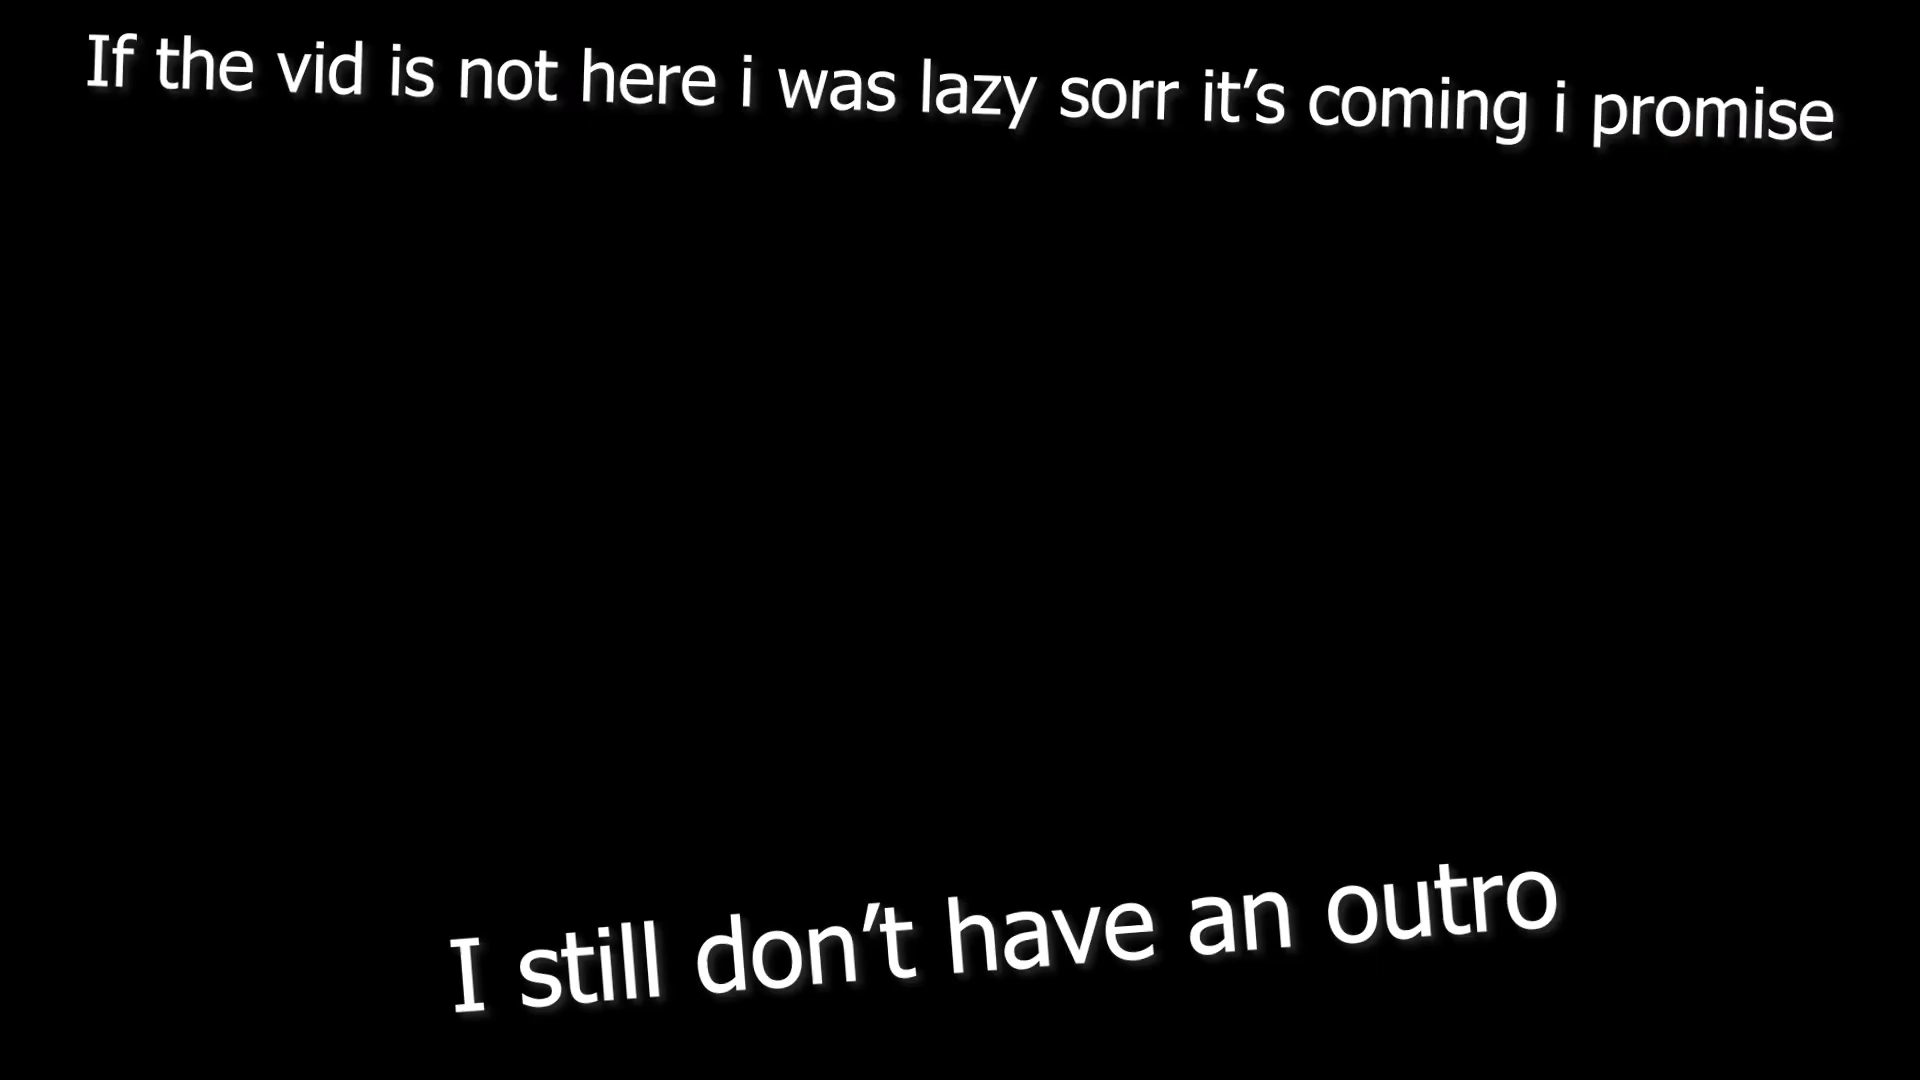 If the vid is not here i was lazy sorr it’s coming i promise
I still don’t have an outro